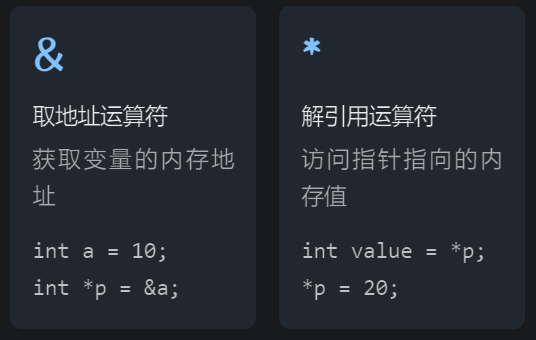 &
取地址运算符
获取变量的内存地
址
int a = 10;
int *p = &a;
*
解引用运算符
访问指针指向的内
存值
int value = *p;
*p = 20;